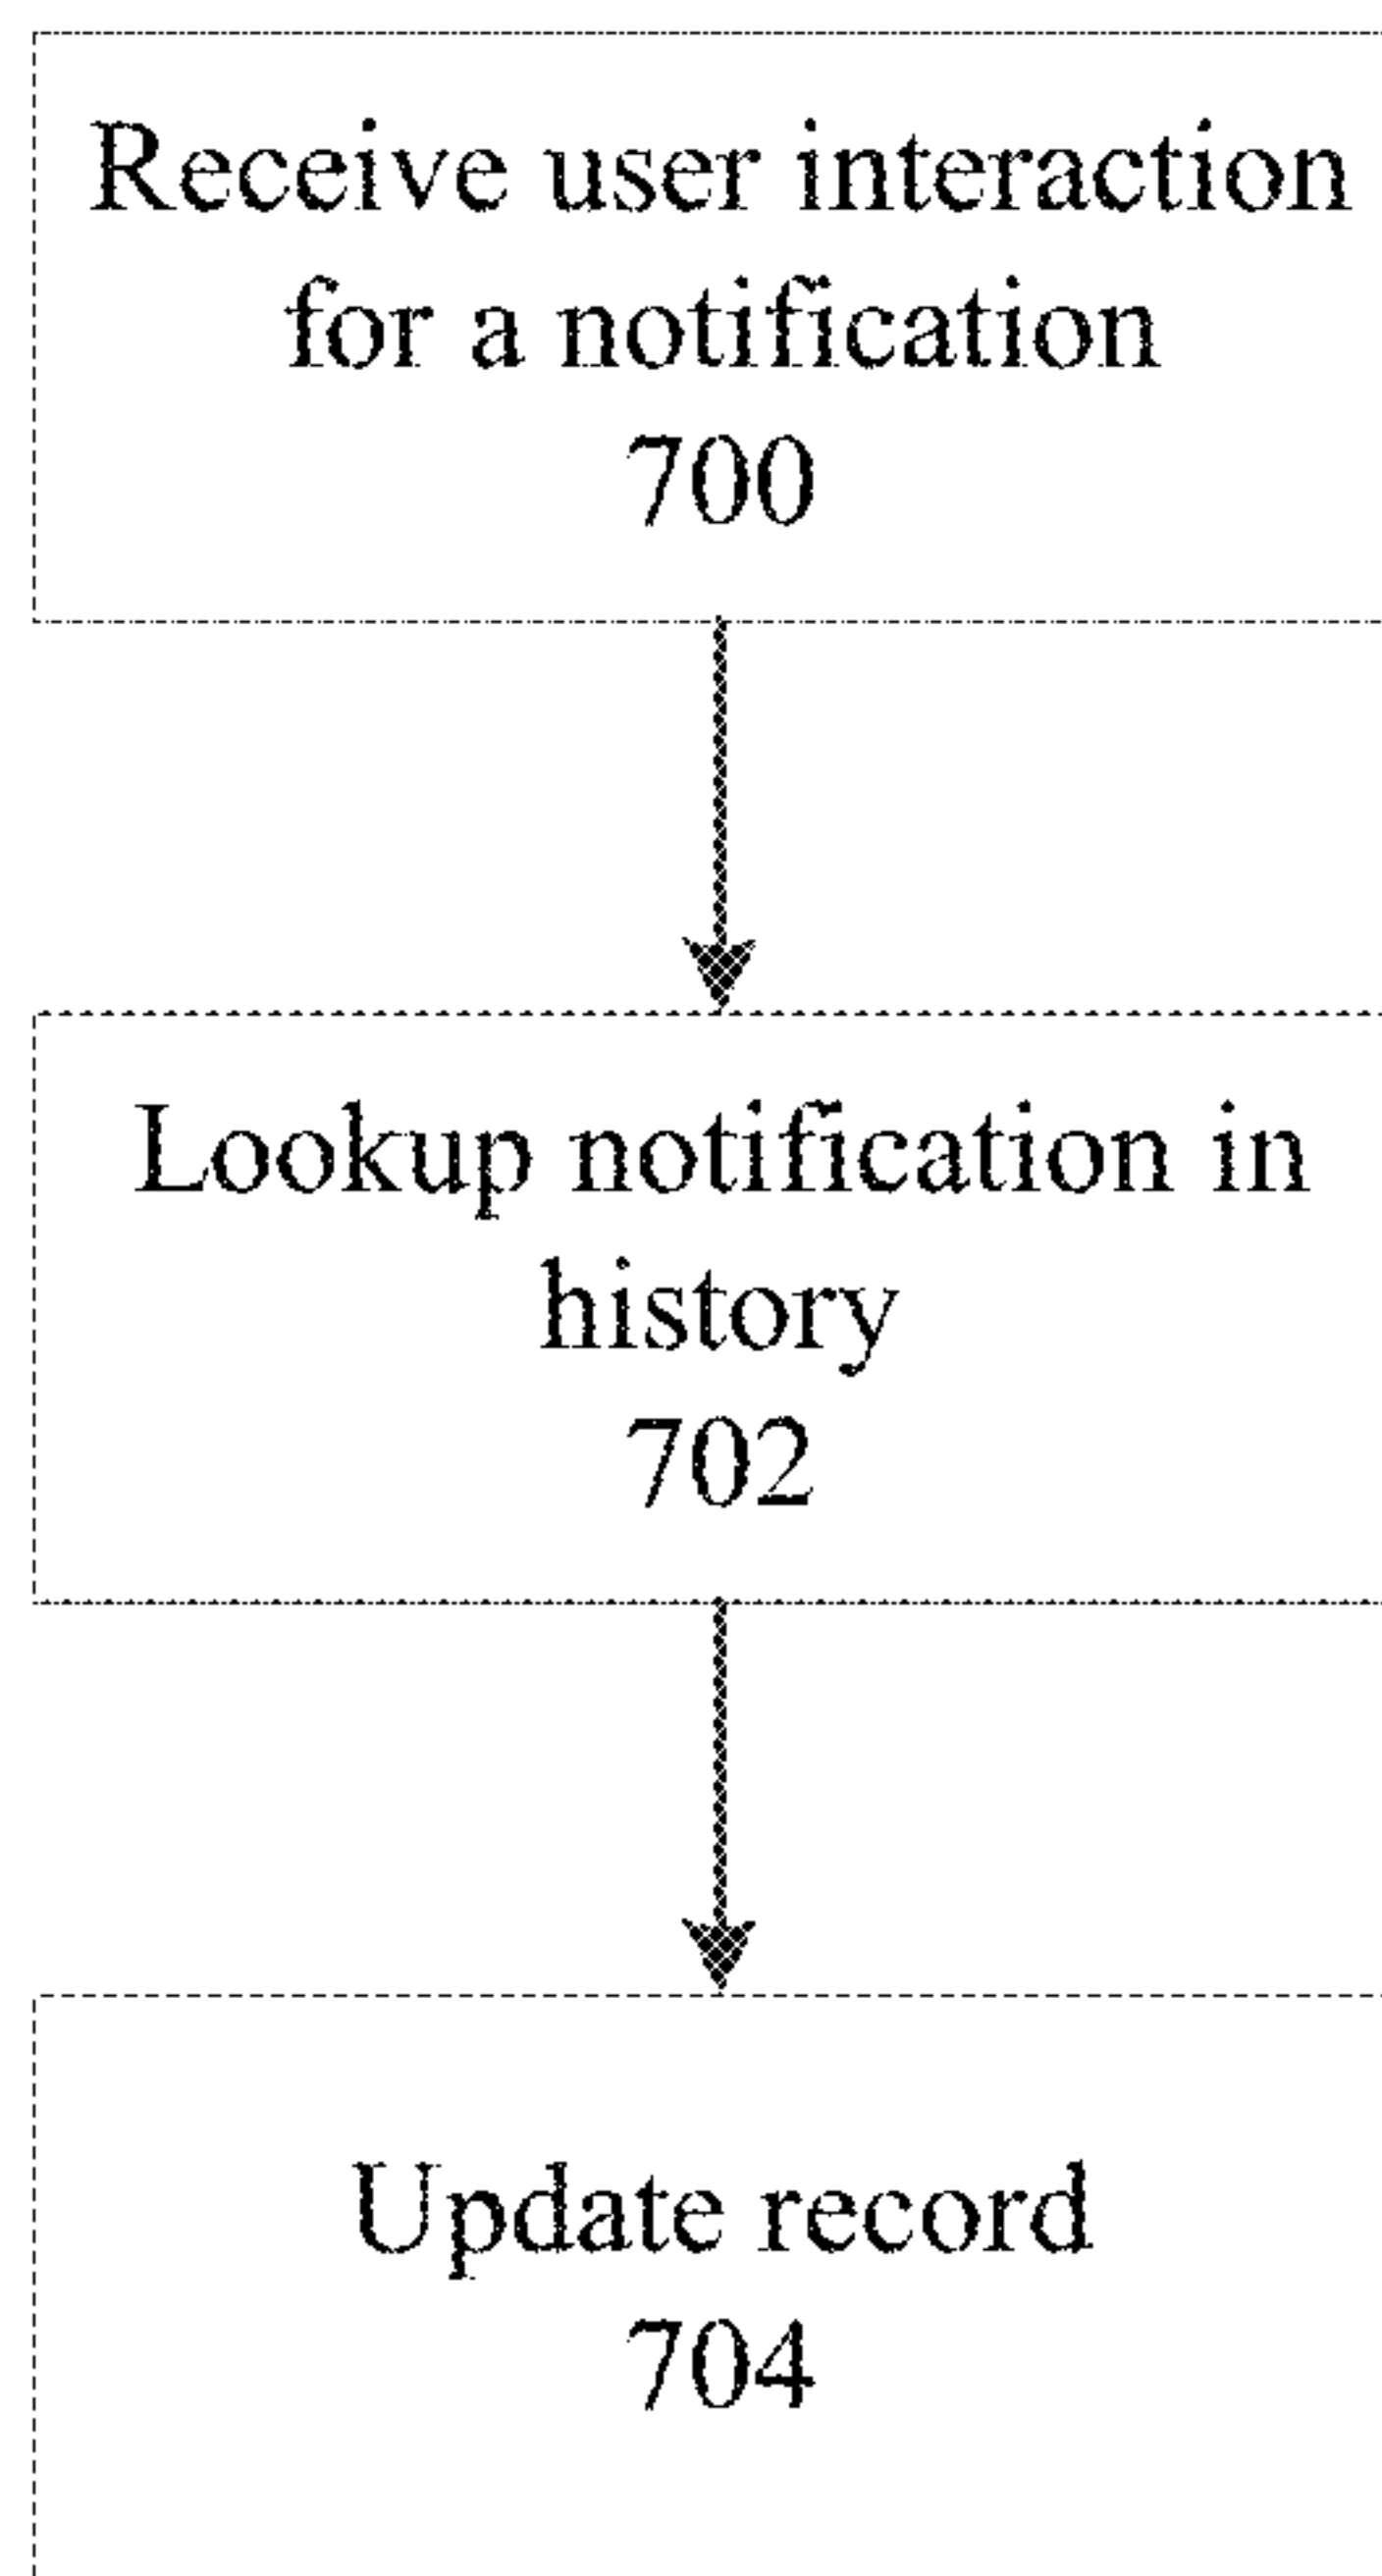 Receive user interaction
for a notification
700
Lookup notification in
history
702
Update record
704